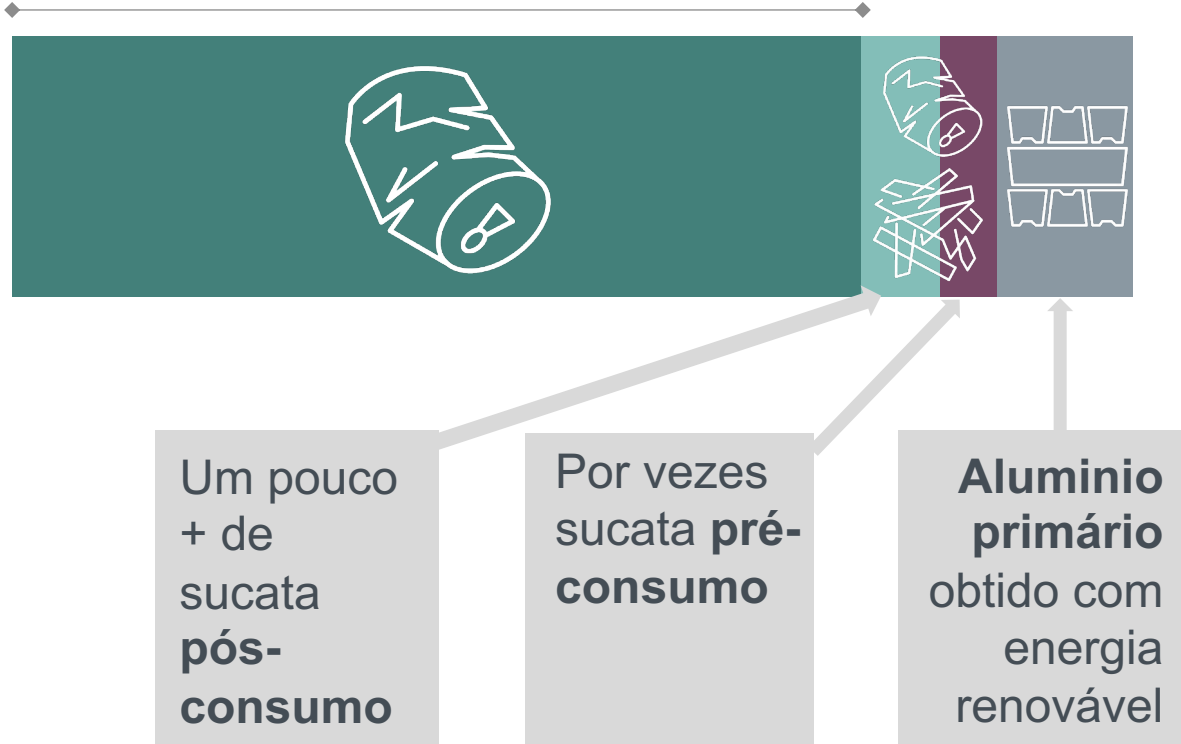 Um pouco
+ de
sucata
pós-
consumo
Por vezes
sucata pré-
consumo
Aluminio
primário
obtido com
energia
renovável